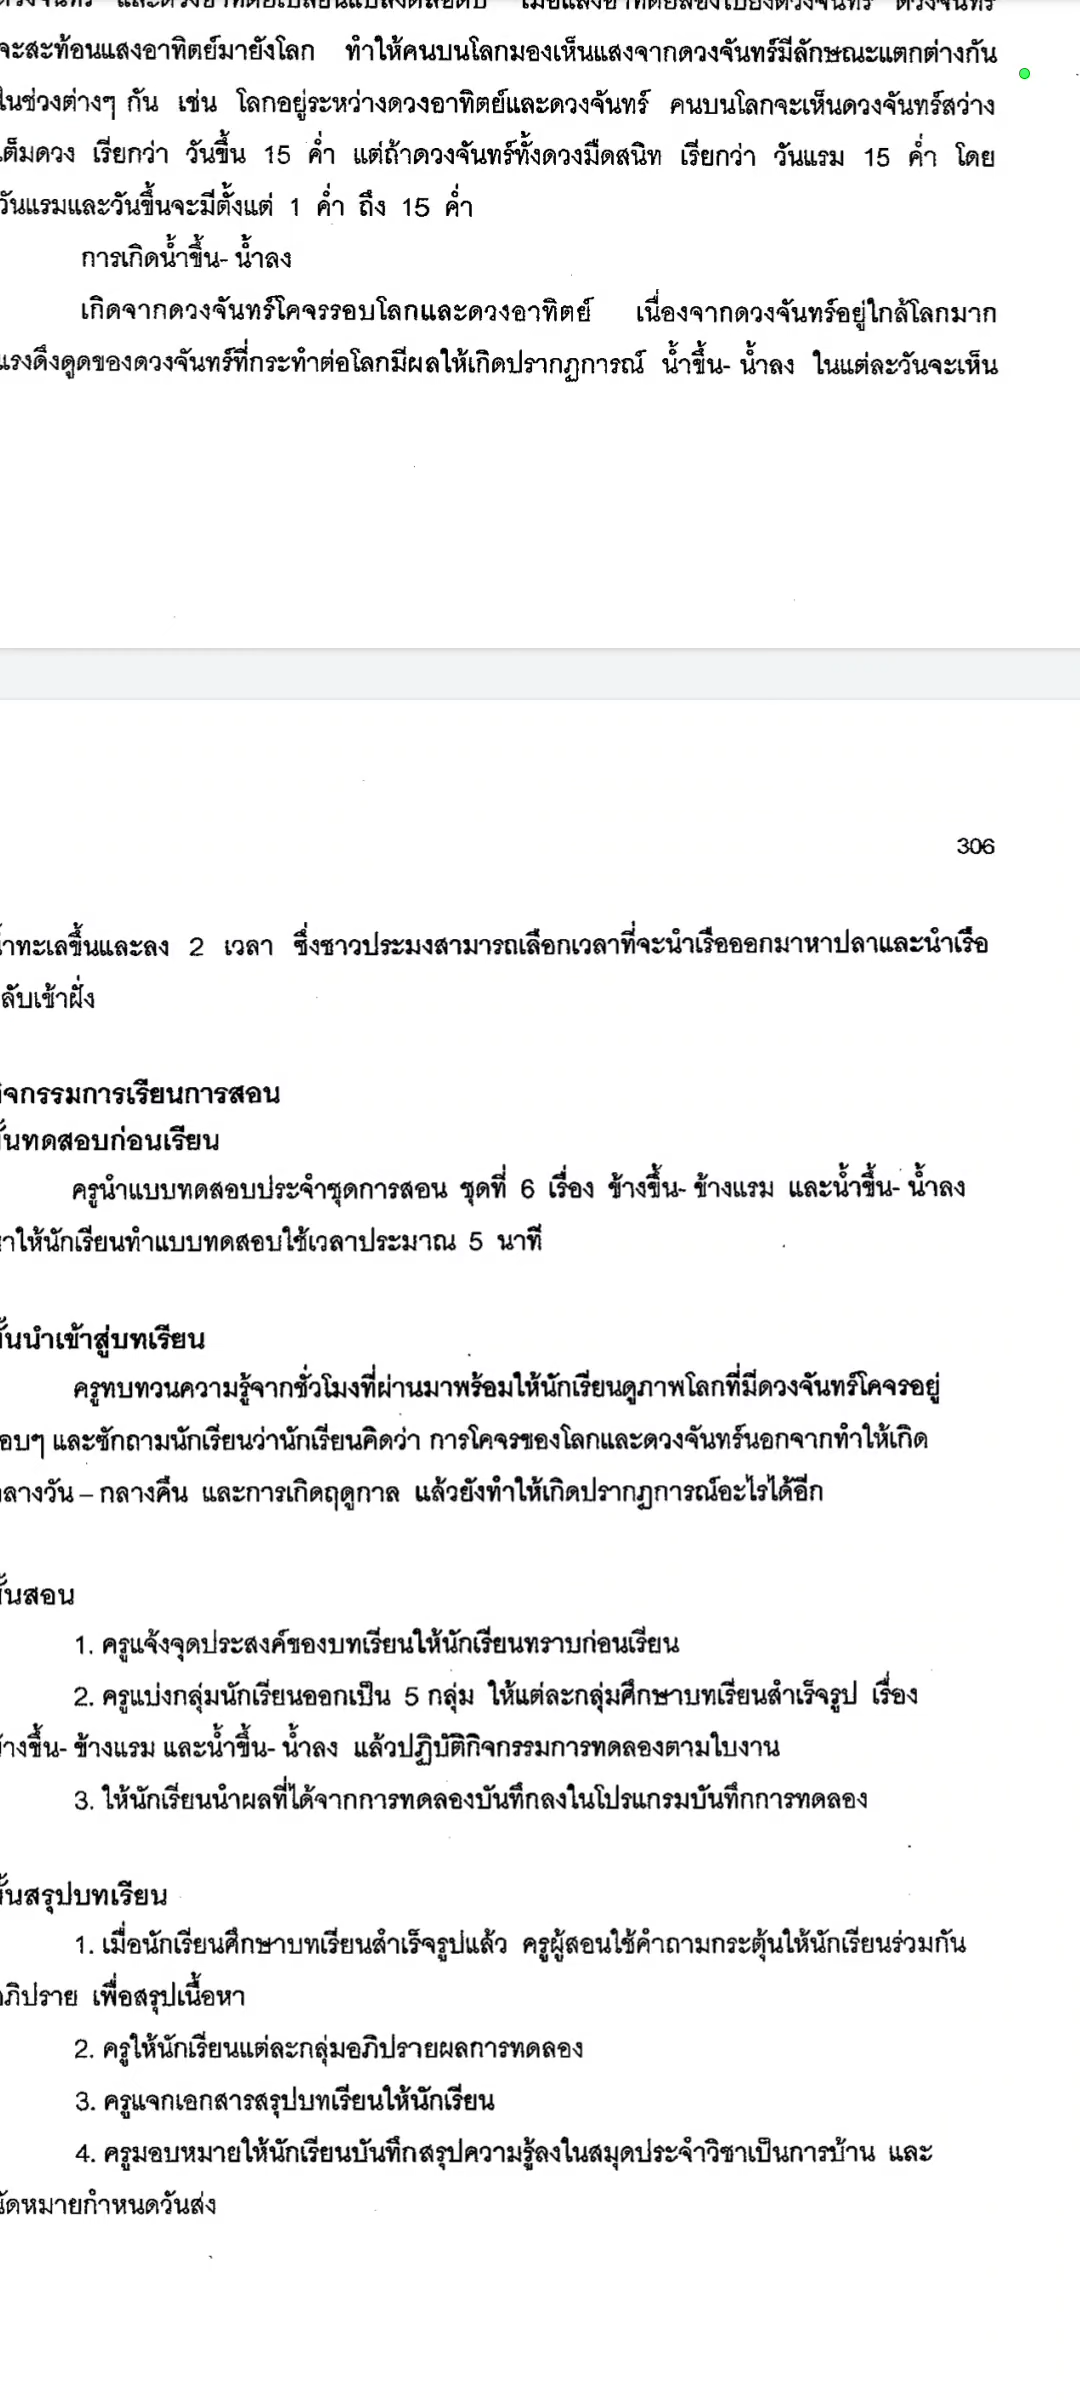 จะสะท้อนแสงอาทิตย์มายังโลก ทำให้คนบนโลกมองเห็นแสงจากดวงจันทร์มีลักษณะแตกต่างกัน
ในช่วงต่างๆ กัน เช่น โลกอยู่ระหว่างดวงอาทิตย์และดวงจันทร์ คนบนโลกจะเห็นดวงจันทร์สว่าง
เต็มดวง เรียกว่า วันขึ้น 15 ค่ำ แต่ถ้าดวงจันทร์ทั้งดวงมืดสนิท เรียกว่า วันแรม 15 ค่ำ โดย
วันแรมและวันขึ้นจะมีตั้งแต่ 1 ค่ำ ถึง 15 ค่ำ
การเกิดน้ำขึ้น- น้ำลง
เกิดจากดวงจันทร์โคจรรอบโลกและดวงอาทิตย์ เนื่องจากดวงจันทร์อยู่ใกล้โลกมาก
แรงดึงดูดของดวงจันทร์ที่กระทำต่อโลกมีผลให้เกิดปรากฏการณ์ น้ำขึ้น- น้ำลง ในแต่ละวันจะเห็น
306
น้ำทะเลขึ้นและลง 2 เวลา ซึ่งชาวประมงสามารถเลือกเวลาที่จะนำเรือออกมาหาปลาและนำเรือ
ลับเข้าฝั่ง
กิจกรรมการเรียนการสอน
ขั้นทดสอบก่อนเรียน
ครูนำแบบทดสอบประจำชุดการสอน ชุดที่ 6 เรื่อง ข้างขึ้น- ข้างแรม และน้ำขึ้น- น้ำลง
มาให้นักเรียนทำแบบทดสอบใช้เวลาประมาณ 5 นาที
ขั้นนำเข้าสู่บทเรียน
ครูทบทวนความรู้จากชั่วโมงที่ผ่านมาพร้อมให้นักเรียนดูภาพโลกที่มีดวงจันทร์โคจรอยู่
อบๆ และซักถามนักเรียนว่านักเรียนคิดว่า การโคจรของโลกและดวงจันทร์นอกจากทำให้เกิด
กลางวัน – กลางคืน และการเกิดฤดูกาล แล้วยังทำให้เกิดปรากฏการณ์อะไรได้อีก
ขั้นสอน
1. ครูแจ้งจุดประสงค์ของบทเรียนให้นักเรียนทราบก่อนเรียน
2. ครูแบ่งกลุ่มนักเรียนออกเป็น 5 กลุ่ม ให้แต่ละกลุ่มศึกษาบทเรียนสำเร็จรูป เรื่อง
ข้างขึ้น- ข้างแรม และน้ำขึ้น- น้ำลง แล้วปฏิบัติกิจกรรมการทดลองตามใบงาน
3. ให้นักเรียนนำผลที่ได้จากการทดลองบันทึกลงในโปรแกรมบันทึกการทดลอง
ขั้นสรุปบทเรียน
1. เมื่อนักเรียนศึกษาบทเรียนสำเร็จรูปแล้ว ครูผู้สอนใช้คำถามกระตุ้นให้นักเรียนร่วมกัน
อภิปราย เพื่อสรุปเนื้อหา
2. ครูให้นักเรียนแต่ละกลุ่มอภิปรายผลการทดลอง
3. ครูแจกเอกสารสรุปบทเรียนให้นักเรียน
4. ครูมอบหมายให้นักเรียนบันทึกสรุปความรู้ลงในสมุดประจำวิชาเป็นการบ้าน และ
นัดหมายกำหนดวันส่ง